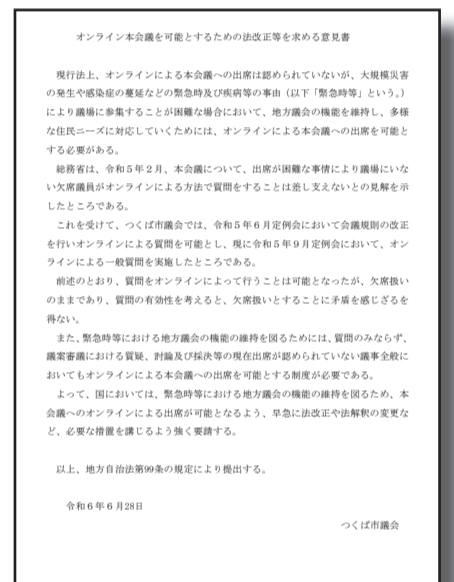 オンライン本会議を可能とするための法改正等を求める意見書
現行法上、オンラインによる本会議への出席は認められていないが、大規模災害
の発生や感染症の蔓延などの緊急時及び疾病等の事由（以下「緊急時等」という。）
により議場に参集することが困難な場合において、地方議会の機能を維持し、多様
な住民ニーズに対応していくためには、オンラインによる本会議への出席を可能と
する必要がある。
総務省は、令和５年２月、本会議について、出席が困難な事情により議場にいな
い欠席議員がオンラインによる方法で質問をすることは差し支えないとの見解を示
したところである。
これを受けて、つくば市議会では、令和５年６月定例会において会議規則の改正
を行いオンラインによる質問を可能とし、現に令和５年９月定例会において、オン
ラインによる一般質問を実施したところである。
前述のとおり、質問をオンラインによって行うことは可能となったが、欠席扱い
のままであり、質問の有効性を考えると、欠席扱いとすることに矛盾を感じざるを
得ない。
また、緊急時等における地方議会の機能の維持を図るためには、質問のみならず、
議案審議における質疑、討論及び採決等の現在出席が認められていない議事全般に
おいてもオンラインによる本会議への出席を可能とする制度が必要である。
よって、国においては、緊急時等における地方議会の機能の維持を図るため、本
会議へのオンラインによる出席が可能となるよう、早急に法改正や法解釈の変更な
ど、必要な措置を講じるよう強く要請する。
以上、地方自治法第99条の規定により提出する。
令和６年６月28日
つくば市議会